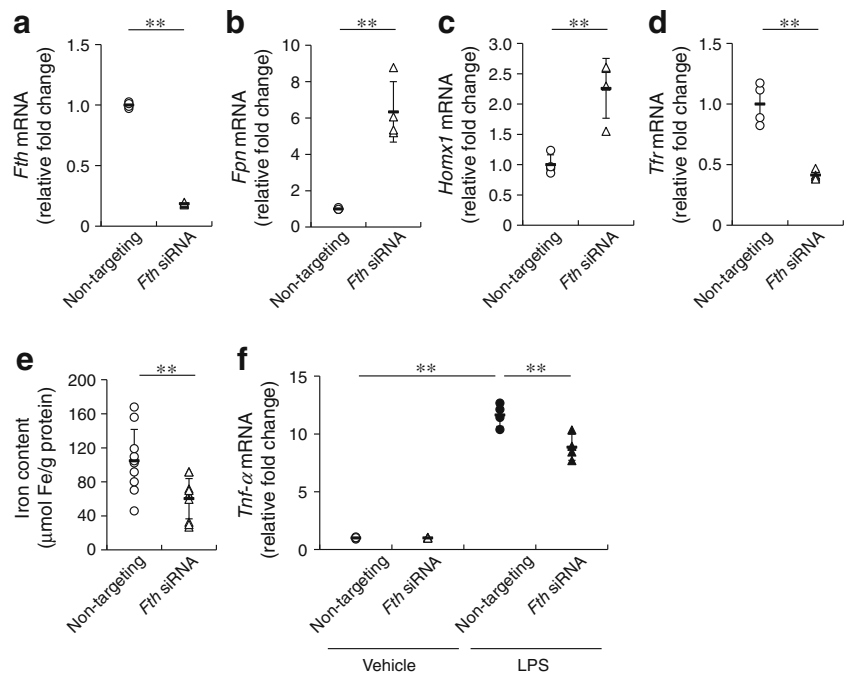 a
**
Fth mRNA
(relative fold change)
1.5
1.0
0.5
0
Non-targeting
Fth siRNA
b
**
Fpn mRNA
(relative fold change)
10
8
6
4
2
0
Non-targeting
Fth siRNA
c
**
Homx1 mRNA
(relative fold change)
3.0
2.5
2.0
1.5
1.0
0.5
0
Non-targeting
Fth siRNA
d
**
Tfr mRNA
(relative fold change)
1.5
1.0
0.5
0
Non-targeting
Fth siRNA
e
**
Iron content
(μmol Fe/g protein)
200
160
120
80
40
0
Non-targeting
Fth siRNA
f
**
**
Tnf-α mRNA
(relative fold change)
15
10
5
0
Non-targeting
Fth siRNA
Non-targeting
Fth siRNA
Vehicle
LPS